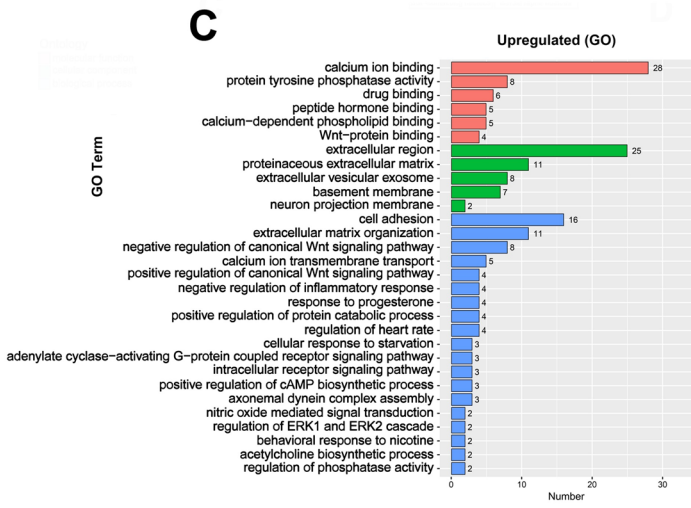 C
Upregulated (GO)
GO Term
calcium ion binding 28
protein tyrosine phosphatase activity 8
drug binding 6
peptide hormone binding 5
calcium−dependent phospholipid binding 5
Wnt−protein binding 4
extracellular region 25
proteinaceous extracellular matrix 11
extracellular vesicular exosome 8
basement membrane 7
neuron projection membrane 2
cell adhesion 16
extracellular matrix organization 11
negative regulation of canonical Wnt signaling pathway 8
calcium ion transmembrane transport 5
positive regulation of canonical Wnt signaling pathway 4
negative regulation of inflammatory response 4
response to progesterone 4
positive regulation of protein catabolic process 4
regulation of heart rate 4
cellular response to starvation 3
adenylate cyclase−activating G−protein coupled receptor signaling pathway 3
intracellular receptor signaling pathway 3
positive regulation of cAMP biosynthetic process 3
axonemal dynein complex assembly 3
nitric oxide mediated signal transduction 2
regulation of ERK1 and ERK2 cascade 2
behavioral response to nicotine 2
acetylcholine biosynthetic process 2
regulation of phosphatase activity 2
0 10 20 30
Number